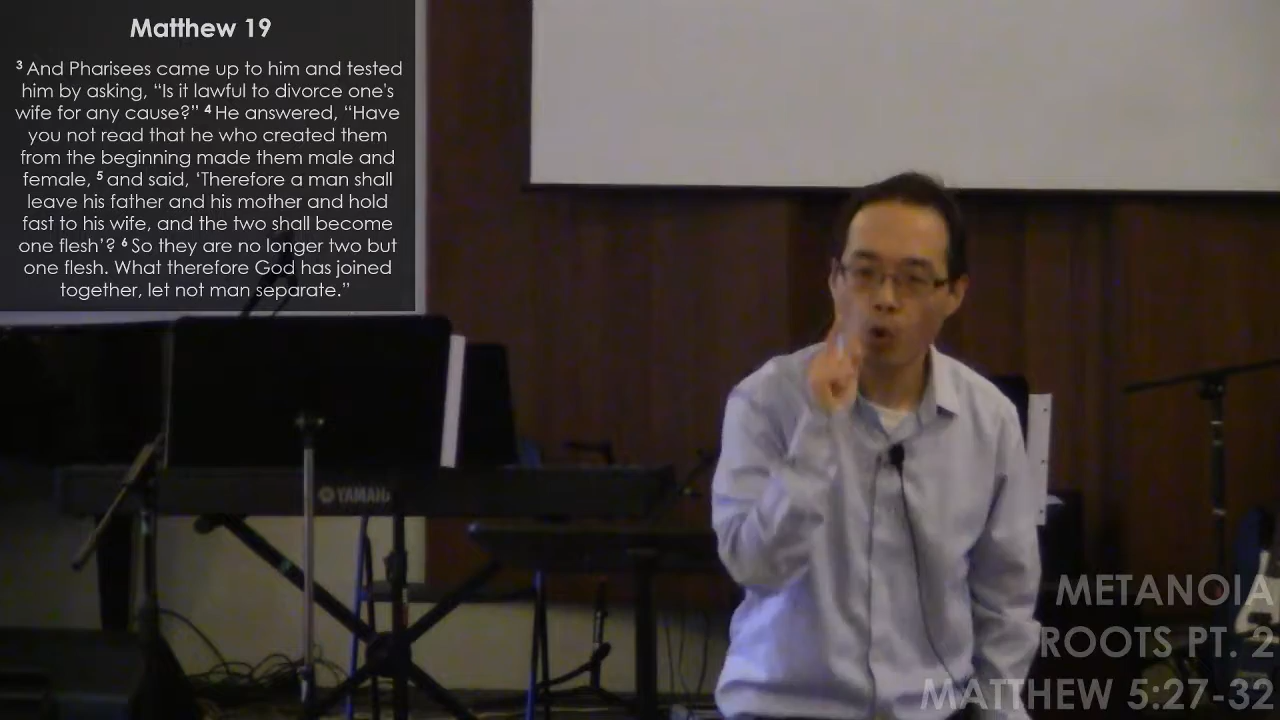 Matthew 19
³ And Pharisees came up to him and tested
him by asking, “Is it lawful to divorce one's
wife for any cause?” ⁴ He answered, “Have
you not read that he who created them
from the beginning made them male and
female, ⁵ and said, ‘Therefore a man shall
leave his father and his mother and hold
fast to his wife, and the two shall become
one flesh’? ⁶ So they are no longer two but
one flesh. What therefore God has joined
together, let not man separate.”
YAMAHA
METANOIA
ROOTS PT. 2
MATTHEW 5:27-32